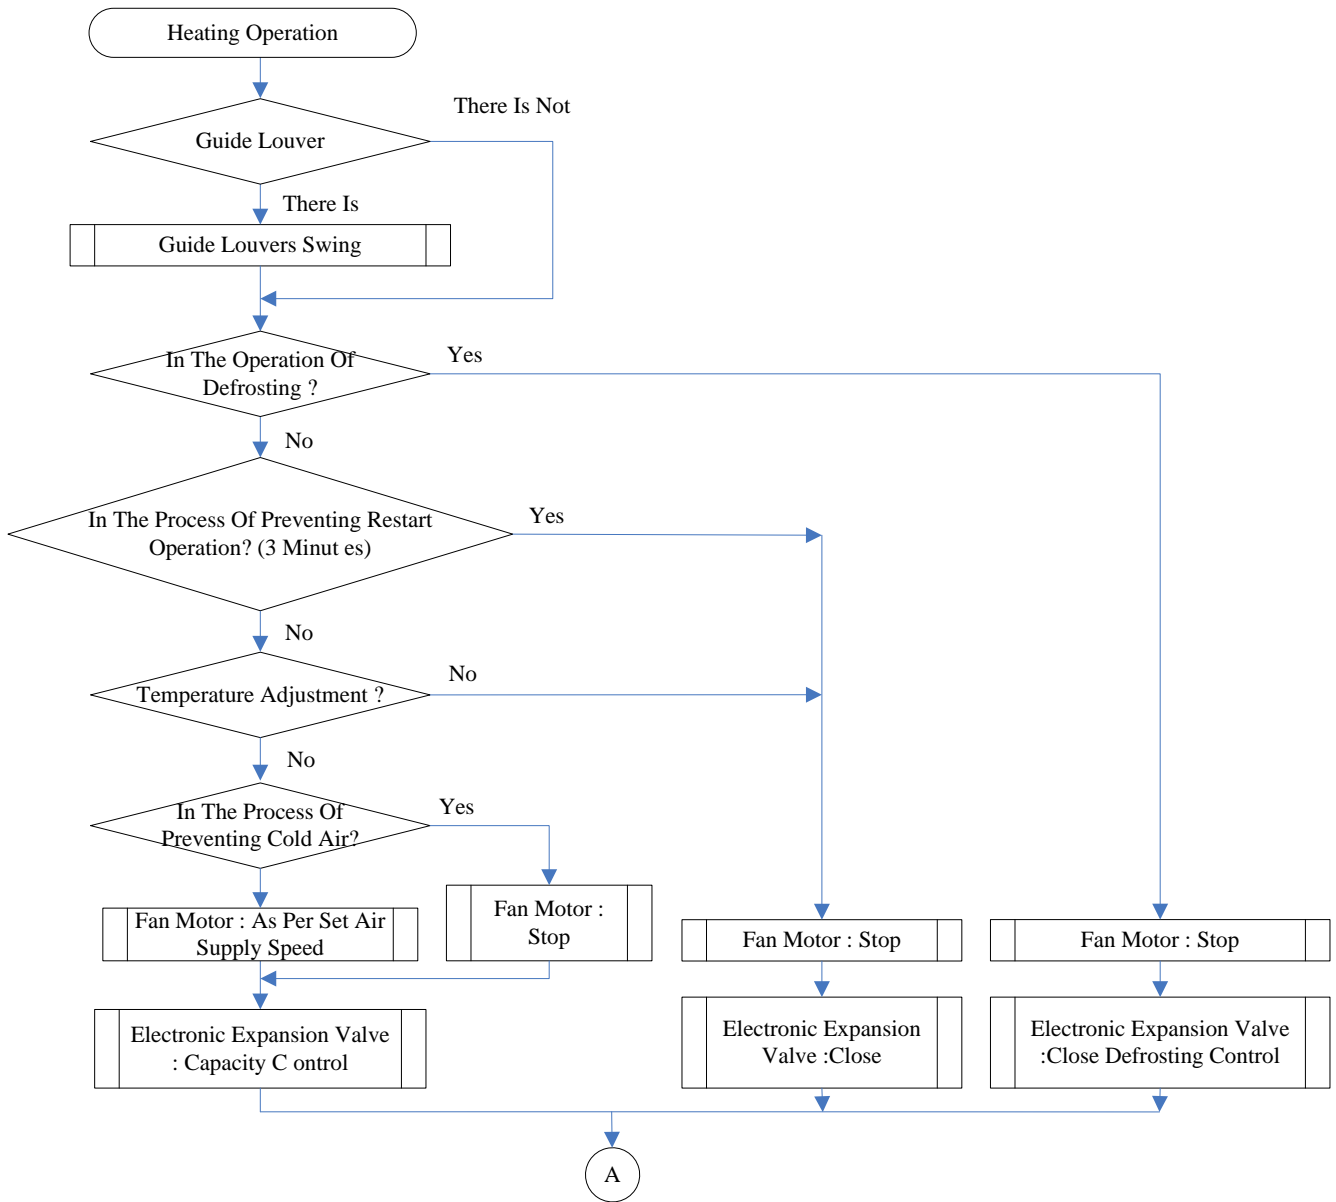 Heating Operation
There Is Not
Guide Louver
There Is
Guide Louvers Swing
In The Operation Of
Defrosting ?
Yes
No
In The Process Of Preventing Restart
Operation? (3 Minut es)
Yes
No
Temperature Adjustment ?
No
No
In The Process Of
Preventing Cold Air?
Yes
Fan Motor : As Per Set Air
Supply Speed
Fan Motor :
Stop
Fan Motor : Stop
Fan Motor : Stop
Electronic Expansion Valve
: Capacity C ontrol
Electronic Expansion
Valve :Close
Electronic Expansion Valve
:Close Defrosting Control
A